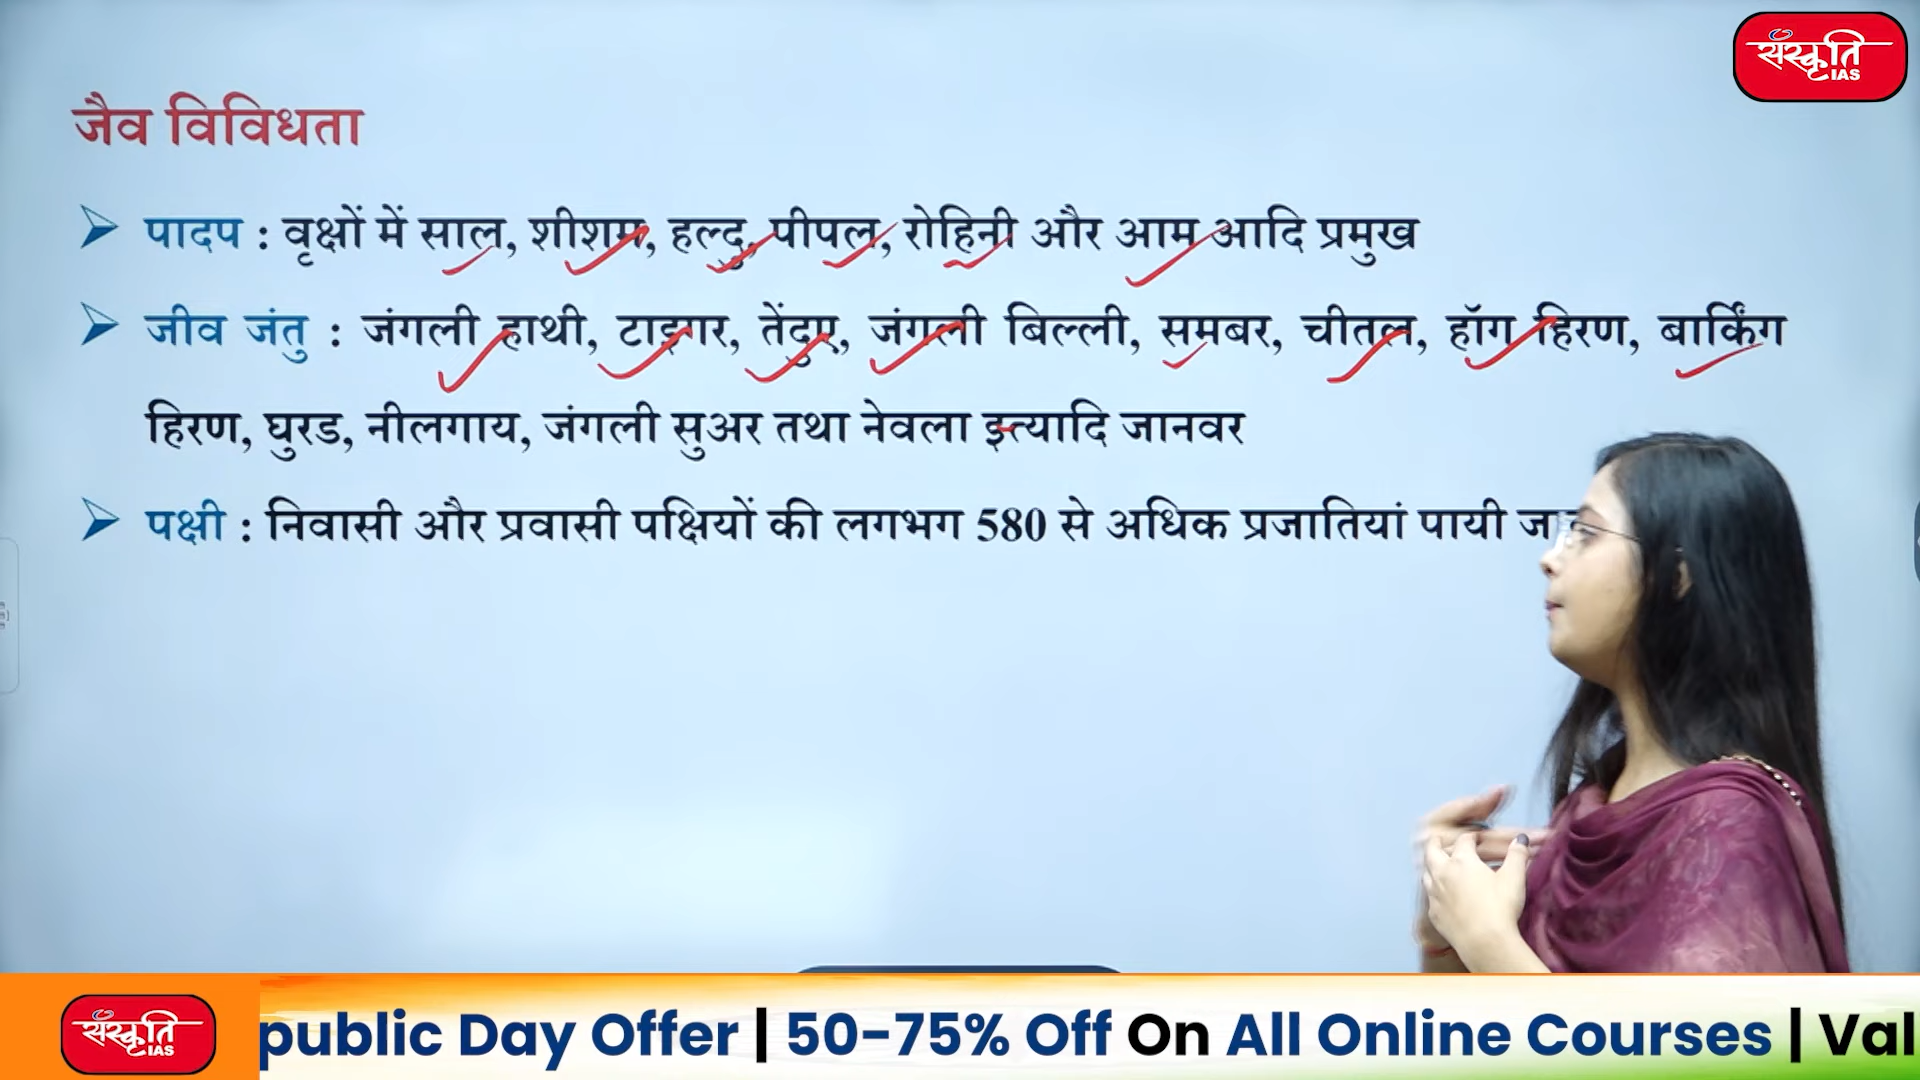 संस्कृति
IAS
जैव विविधता
पादप : वृक्षों में साल, शीशम, हल्दु, पीपल, रोहिनी और आम आदि प्रमुख
जीव जंतु : जंगली हाथी, टाइगर, तेंदुए, जंगली बिल्ली, समबर, चीतल, हॉग हिरण, बार्किंग
हिरण, घुरड, नीलगाय, जंगली सुअर तथा नेवला इत्यादि जानवर
पक्षी : निवासी और प्रवासी पक्षियों की लगभग 580 से अधिक प्रजातियां पायी
संस्कृति
IAS
public Day Offer | 50-75% Off On All Online Courses | Val